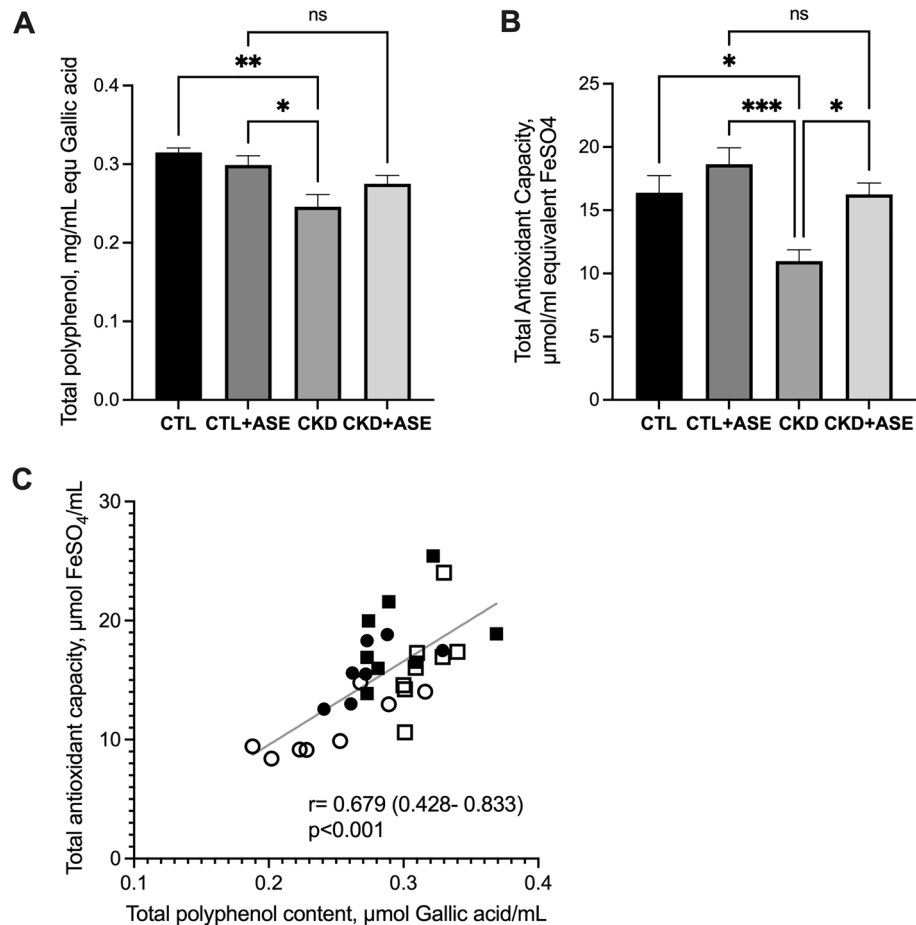 A
Total polyphenol, mg/mL equ Gallic acid
ns
**
*
0.4
0.3
0.2
0.1
0.0
CTL CTL+ASE CKD CKD+ASE
B
Total Antioxidant Capacity,
µmol/ml equivalent FeSO4
ns
*
*** *
25
20
15
10
5
0
CTL CTL+ASE CKD CKD+ASE
C
Total antioxidant capacity, µmol FeSO₄/mL
30
20
10
0
r= 0.679 (0.428- 0.833)
p<0.001
0.1 0.2 0.3 0.4
Total polyphenol content, µmol Gallic acid/mL